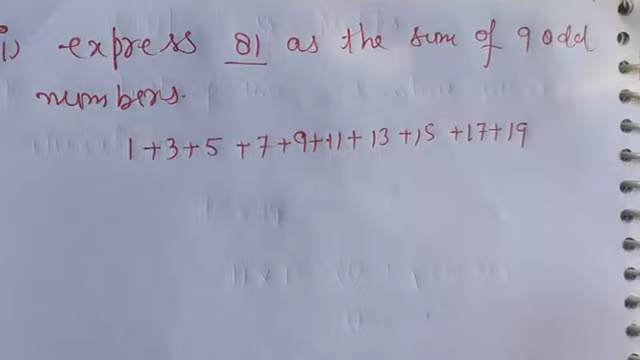 i) express 81 as the sum of 9 odd
numbers.
1+3+5+7+9+11+13+15+17+19